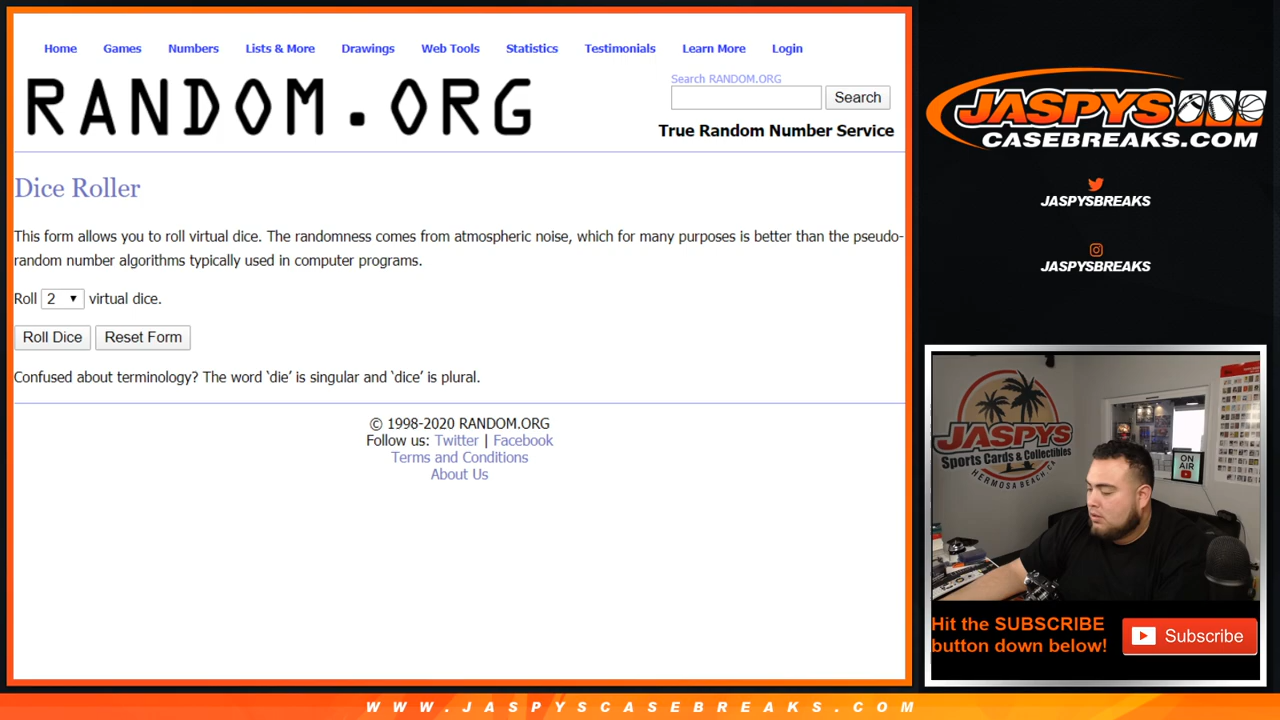 Home Games Numbers Lists & More Drawings Web Tools Statistics Testimonials Learn More Login
RANDOM.ORG
Search RANDOM.ORG
Search
True Random Number Service
Dice Roller
This form allows you to roll virtual dice. The randomness comes from atmospheric noise, which for many purposes is better than the pseudo-
random number algorithms typically used in computer programs.
Roll 2 virtual dice.
Roll Dice Reset Form
Confused about terminology? The word ‘die’ is singular and ‘dice’ is plural.
© 1998-2020 RANDOM.ORG
Follow us: Twitter | Facebook
Terms and Conditions
About Us
JASPYS
CASEBREAKS.COM
JASPYSBREAKS
JASPYSBREAKS
JASPYS
Sports Cards & Collectibles
HERMOSA BEACH, CA
ON
AIR
Hit the SUBSCRIBE
button down below!
Subscribe
WWW.JASPYSCASEBREAKS.COM